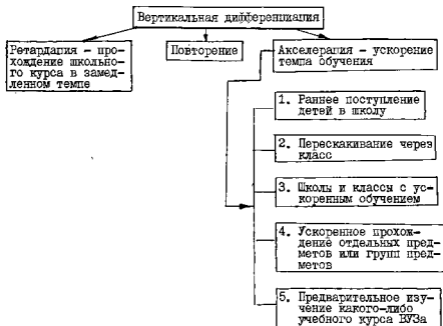 Вертикальная дифференциация
Ретардация - про-
хождение школьно-
го курса в замед-
ленном темпе
Повторение
Акселерация - ускорение
темпа обучения
1. Раннее поступление
детей в школу
2. Перескакивание через
класс
3. Школы и классы с ус-
коренным обучением
4. Ускоренное прохож-
дение отдельных пред-
метов или групп пред-
метов
5. Предварительное изу-
чение какого-либо
учебного курса ВУЗа